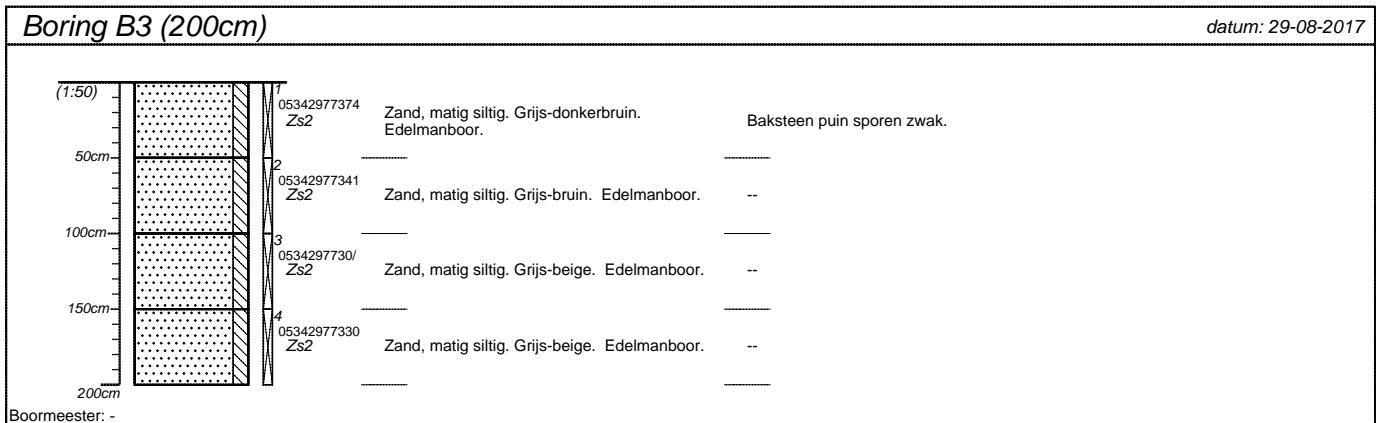 Boring B3 (200cm)
datum: 29-08-2017
(1:50)
1
05342977374
Zs2
Zand, matig siltig. Grijs-donkerbruin.
Edelmanboor.
Baksteen puin sporen zwak.
50cm
2
05342977341
Zs2
Zand, matig siltig. Grijs-bruin. Edelmanboor.
--
100cm
3
0534297730/
Zs2
Zand, matig siltig. Grijs-beige. Edelmanboor.
--
150cm
4
05342977330
Zs2
Zand, matig siltig. Grijs-beige. Edelmanboor.
--
200cm
Boormeester: -